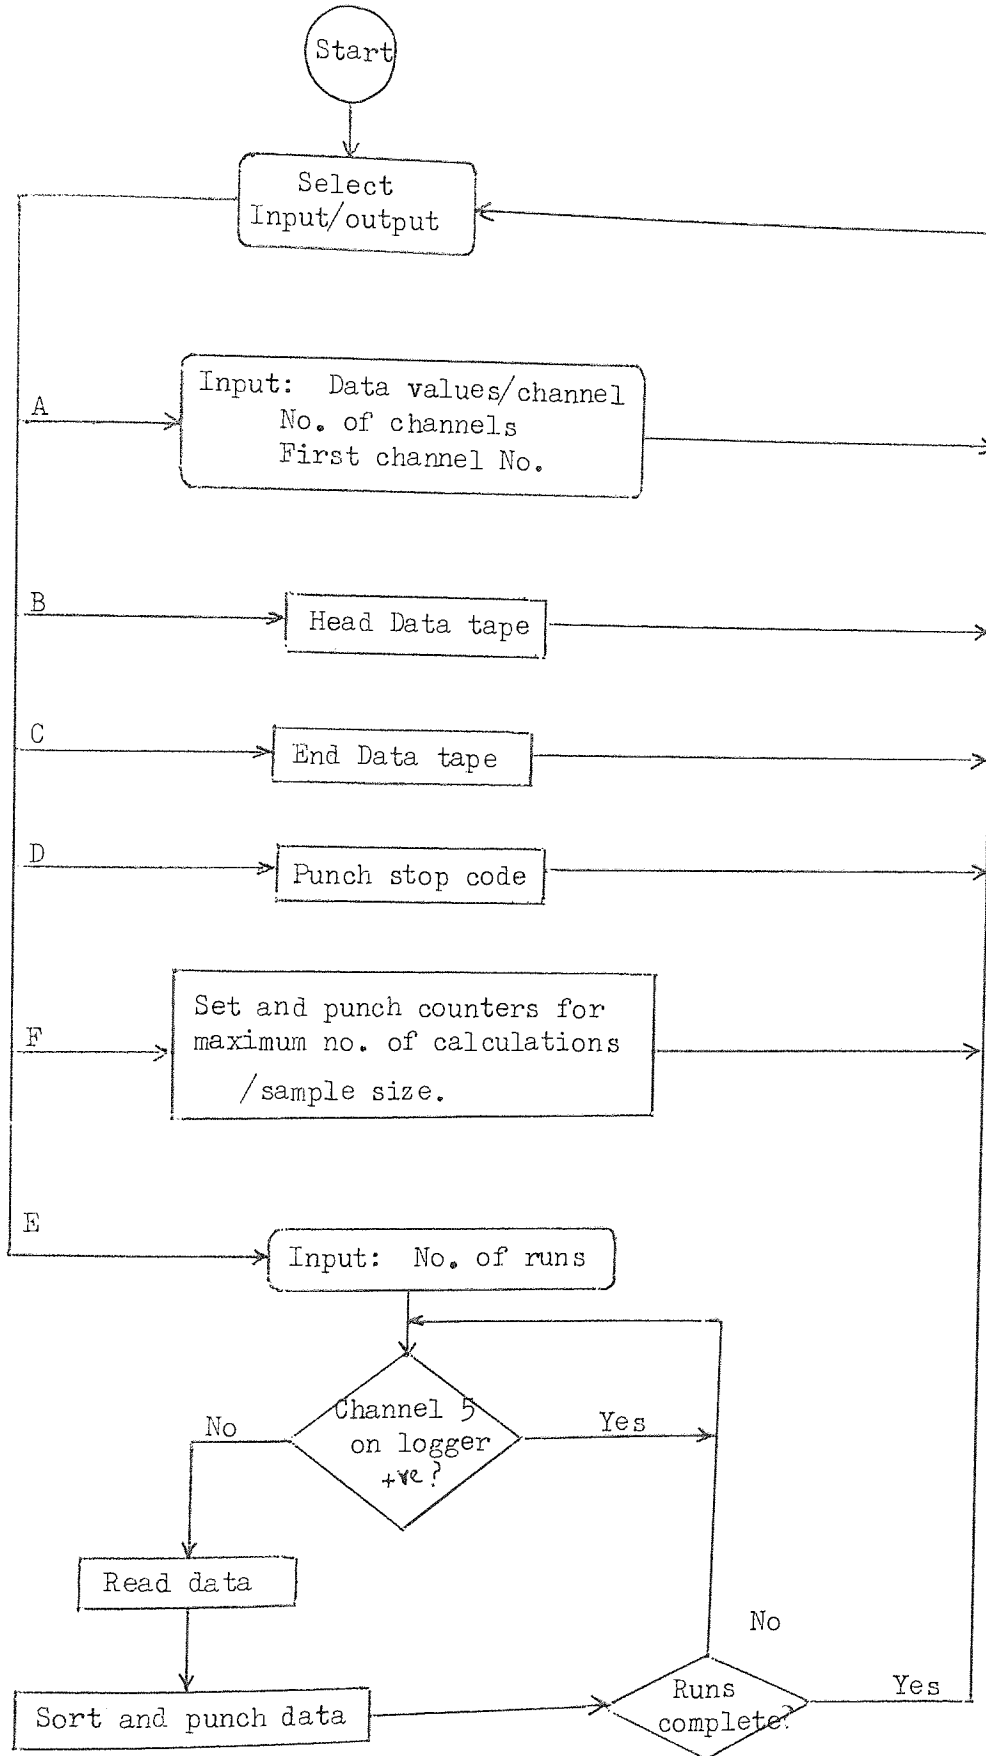 Start
Select
Input/output
A
Input: Data values/channel
No. of channels
First channel No.
B
Head Data tape
C
End Data tape
D
Punch stop code
F
Set and punch counters for
maximum no. of calculations
/sample size.
E
Input: No. of runs
Channel 5
on logger
+ve?
No
Yes
Read data
Sort and punch data
Runs
complete?
No
Yes